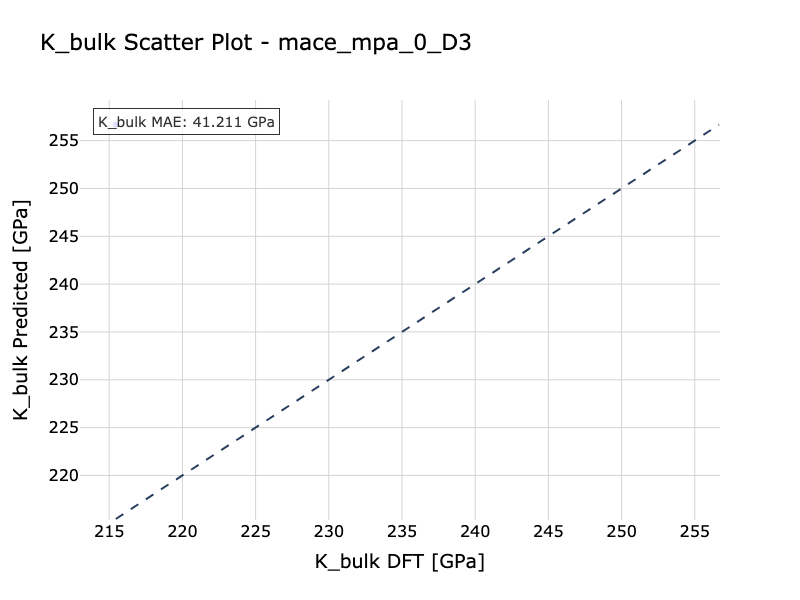 K_bulk Scatter Plot - mace_mpa_0_D3
K_bulk MAE: 41.211 GPa
255
250
245
240
235
230
225
220
K_bulk Predicted [GPa]
215 220 225 230 235 240 245 250 255
K_bulk DFT [GPa]